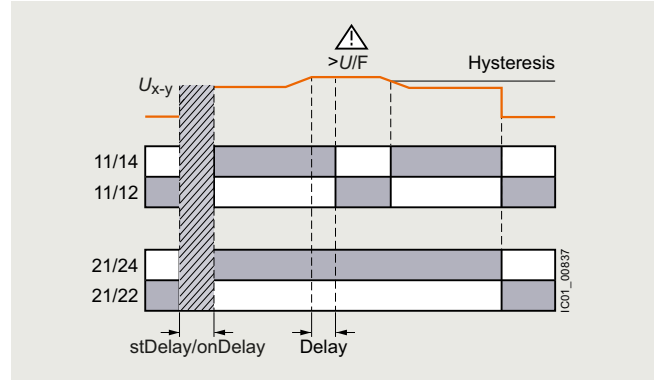 >U/F
Hysteresis
Ux-y
11/14
11/12
21/24
21/22
IC01_00837
stDelay/onDelay
Delay